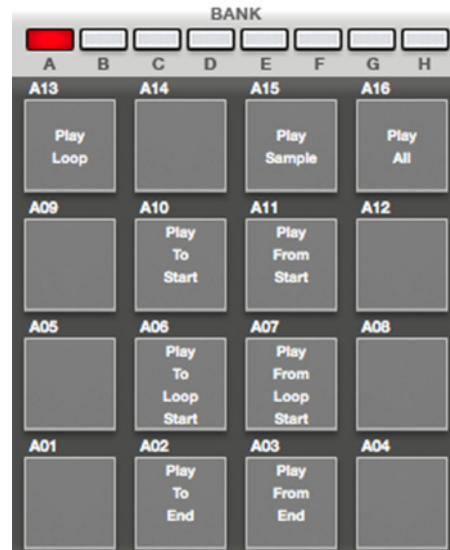 BANK
A B C D E F G H
A13 A14 A15 A16
Play
Loop
Play
Sample
Play
All
A09 A10 A11 A12
Play
To
Start
Play
From
Start
A05 A06 A07 A08
Play
To
Loop
Start
Play
From
Loop
Start
A01 A02 A03 A04
Play
To
End
Play
From
End